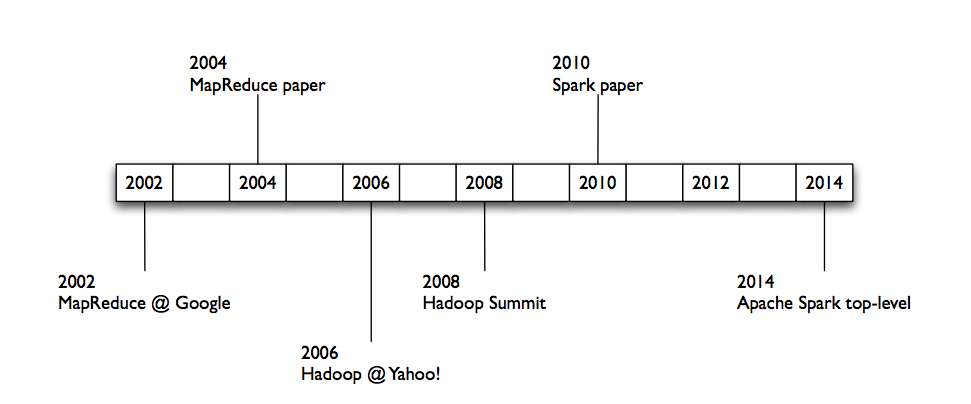 2004
MapReduce paper
2010
Spark paper
2002 2004 2006 2008 2010 2012 2014
2002
MapReduce @ Google
2008
Hadoop Summit
2014
Apache Spark top-level
2006
Hadoop @ Yahoo!